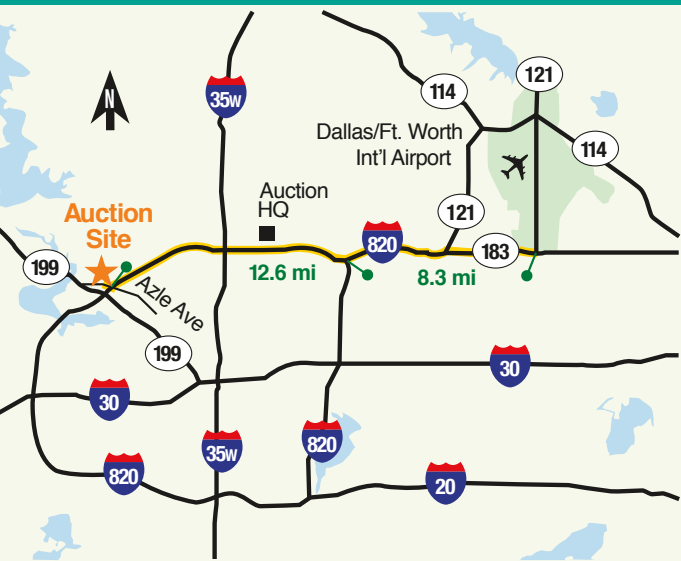 121
114
35W
N
Dallas/Ft. Worth
Int'l Airport
114
Auction
HQ
Auction
Site
121
820
183
199
12.6 mi
8.3 mi
Azle Ave
199
30
30
820
35W
820
20